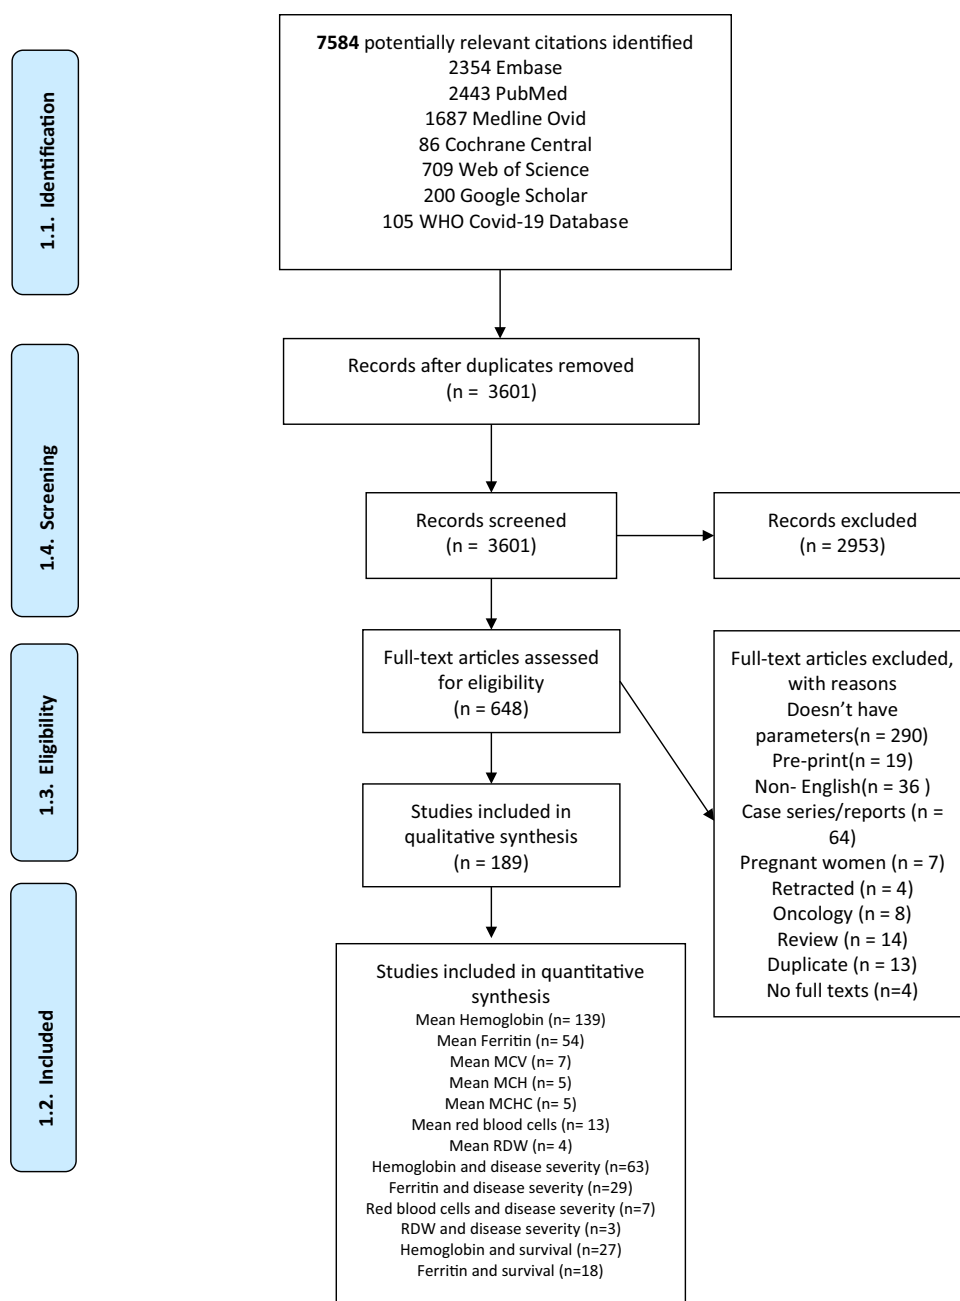 1.1. Identification
7584 potentially relevant citations identified
2354 Embase
2443 PubMed
1687 Medline Ovid
86 Cochrane Central
709 Web of Science
200 Google Scholar
105 WHO Covid-19 Database
Records after duplicates removed
(n = 3601)
1.4. Screening
Records screened
(n = 3601)
Records excluded
(n = 2953)
1.3. Eligibility
Full-text articles assessed
for eligibility
(n = 648)
Full-text articles excluded,
with reasons
Doesn't have
parameters(n = 290)
Pre-print(n = 19)
Non- English(n = 36 )
Case series/reports (n =
64)
Pregnant women (n = 7)
Retracted (n = 4)
Oncology (n = 8)
Review (n = 14)
Duplicate (n = 13)
No full texts (n=4)
Studies included in
qualitative synthesis
(n = 189)
1.2. Included
Studies included in quantitative
synthesis
Mean Hemoglobin (n= 139)
Mean Ferritin (n= 54)
Mean MCV (n= 7)
Mean MCH (n= 5)
Mean MCHC (n= 5)
Mean red blood cells (n= 13)
Mean RDW (n= 4)
Hemoglobin and disease severity (n=63)
Ferritin and disease severity (n=29)
Red blood cells and disease severity (n=7)
RDW and disease severity (n=3)
Hemoglobin and survival (n=27)
Ferritin and survival (n=18)